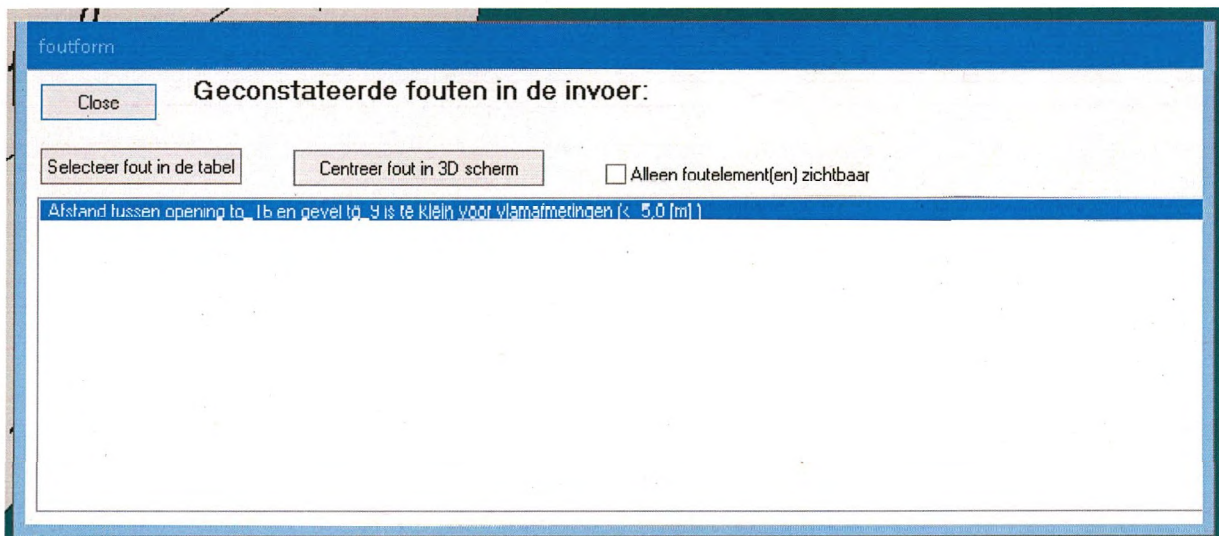 foutform
Close
Geconstateerde fouten in de invoer:
Selecteer fout in de tabel
Centreer fout in 3D scherm
Alleen foutelement(en) zichtbaar
Afstand tussen opening to_16 en gevel tg_9 is te klein voor vlamafmetingen (< 5,0 [m] )